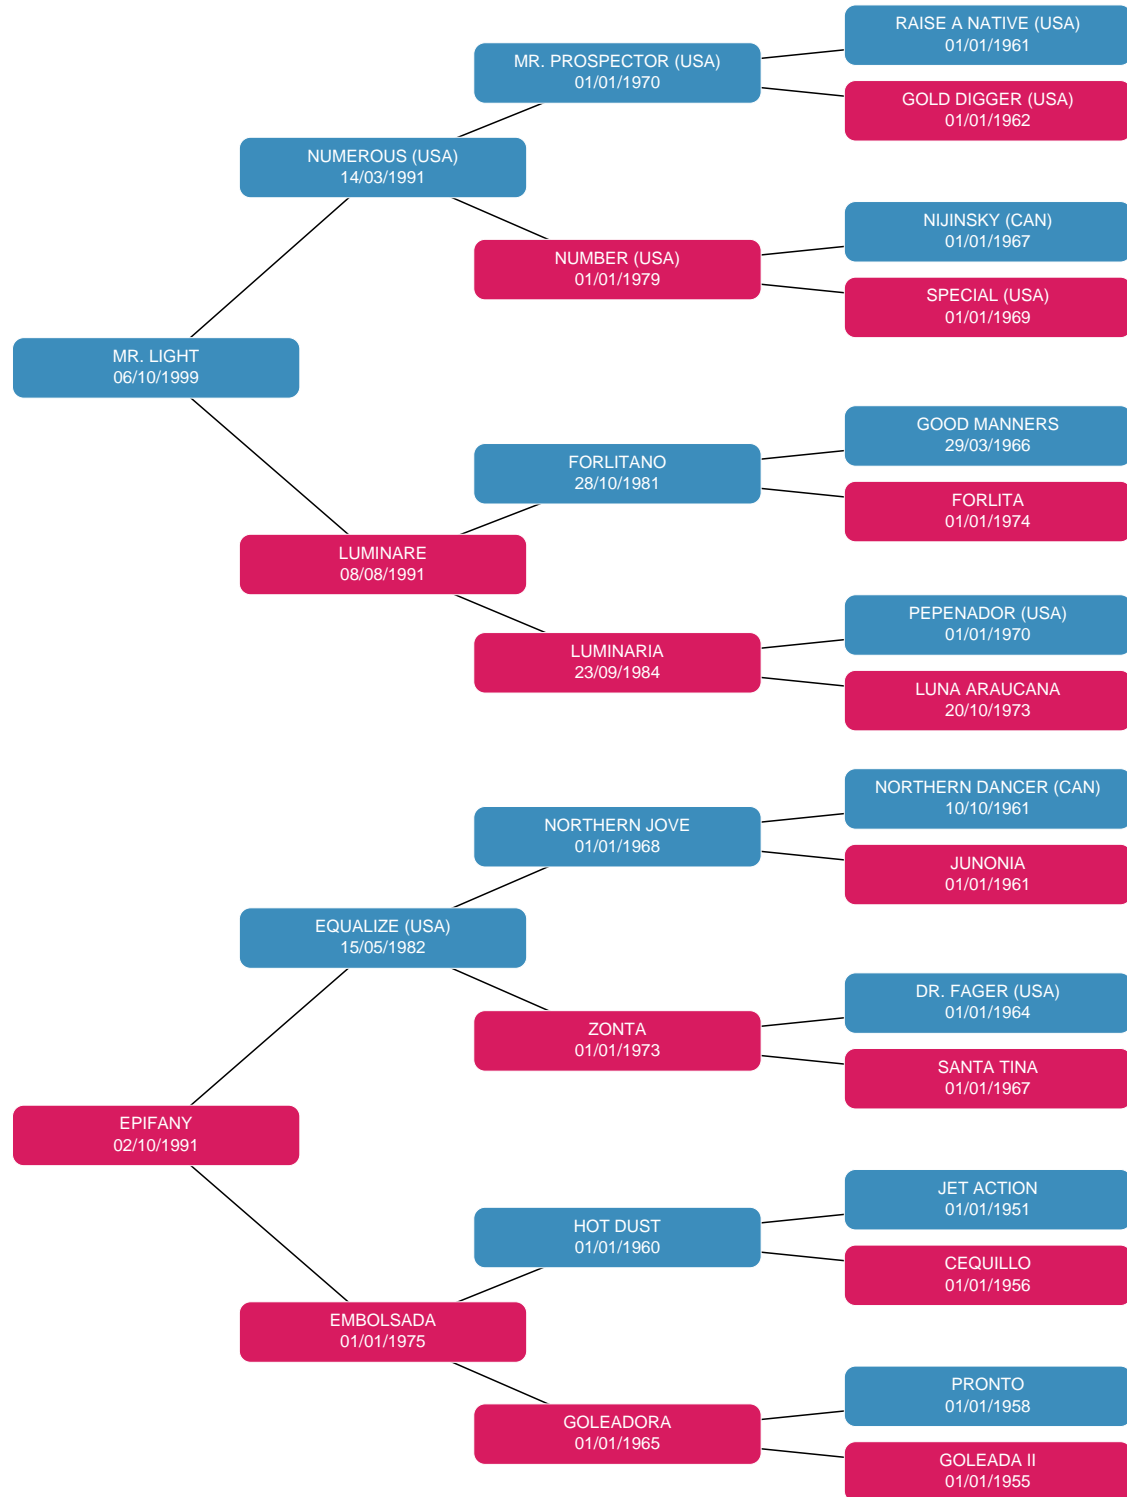 RAISE A NATIVE (USA)
01/01/1961
MR. PROSPECTOR (USA)
01/01/1970
GOLD DIGGER (USA)
01/01/1962
NUMEROUS (USA)
14/03/1991
NIJINSKY (CAN)
01/01/1967
NUMBER (USA)
01/01/1979
SPECIAL (USA)
01/01/1969
MR. LIGHT
06/10/1999
GOOD MANNERS
29/03/1966
FORLITANO
28/10/1981
FORLITA
01/01/1974
LUMINARE
08/08/1991
PEPENADOR (USA)
01/01/1970
LUMINARIA
23/09/1984
LUNA ARAUCANA
20/10/1973
NORTHERN DANCER (CAN)
10/10/1961
NORTHERN JOVE
01/01/1968
JUNONIA
01/01/1961
EQUALIZE (USA)
15/05/1982
DR. FAGER (USA)
01/01/1964
ZONTA
01/01/1973
SANTA TINA
01/01/1967
EPIFANY
02/10/1991
JET ACTION
01/01/1951
HOT DUST
01/01/1960
CEQUILLO
01/01/1956
EMBOLSADA
01/01/1975
PRONTO
01/01/1958
GOLEADORA
01/01/1965
GOLEADA II
01/01/1955